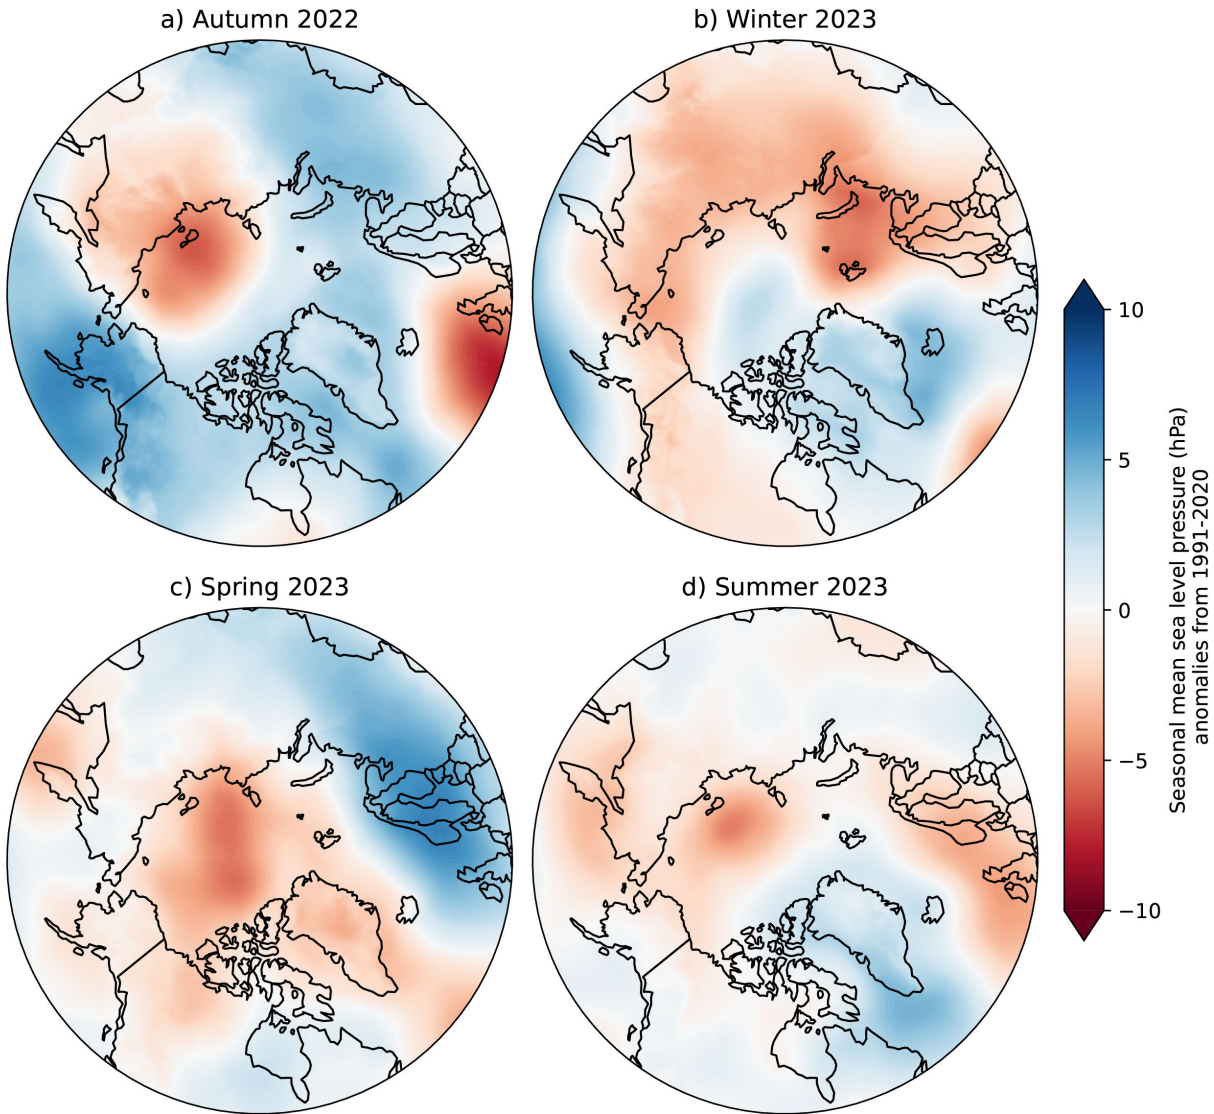 a) Autumn 2022
b) Winter 2023
c) Spring 2023
d) Summer 2023
10
5
0
−5
−10
Seasonal mean sea level pressure (hPa)
anomalies from 1991-2020